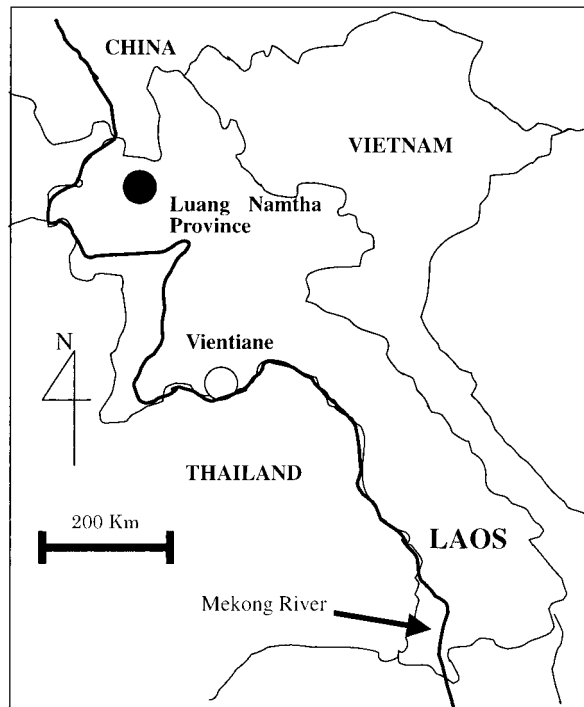 CHINA
VIETNAM
Luang Namtha
Province
N
Vientiane
THAILAND
200 Km
LAOS
Mekong River